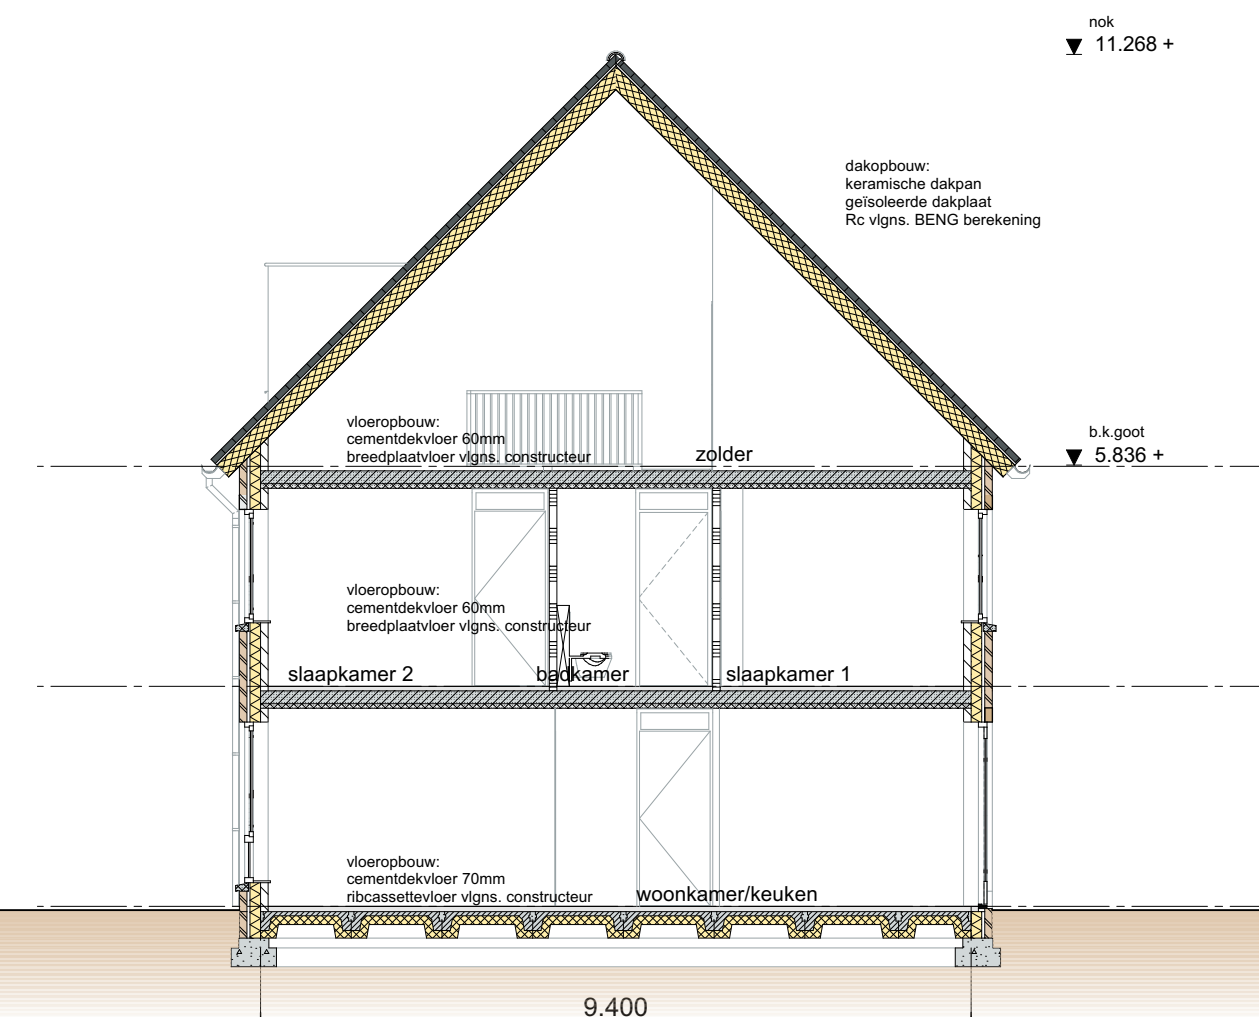 nok
11.268 +
dakopbouw:
keramische dakpan
geïsoleerde dakplaat
Rc vlgns. BENG berekening
vloeropbouw:
cementdekvloer 60mm
breedplaatvloer vlgns. constructeur
zolder
b.k.goot
5.836 +
vloeropbouw:
cementdekvloer 60mm
breedplaatvloer vlgns. constructeur
slaapkamer 2
badkamer
slaapkamer 1
vloeropbouw:
cementdekvloer 70mm
ribcassettevloer vlgns. constructeur
woonkamer/keuken
9.400